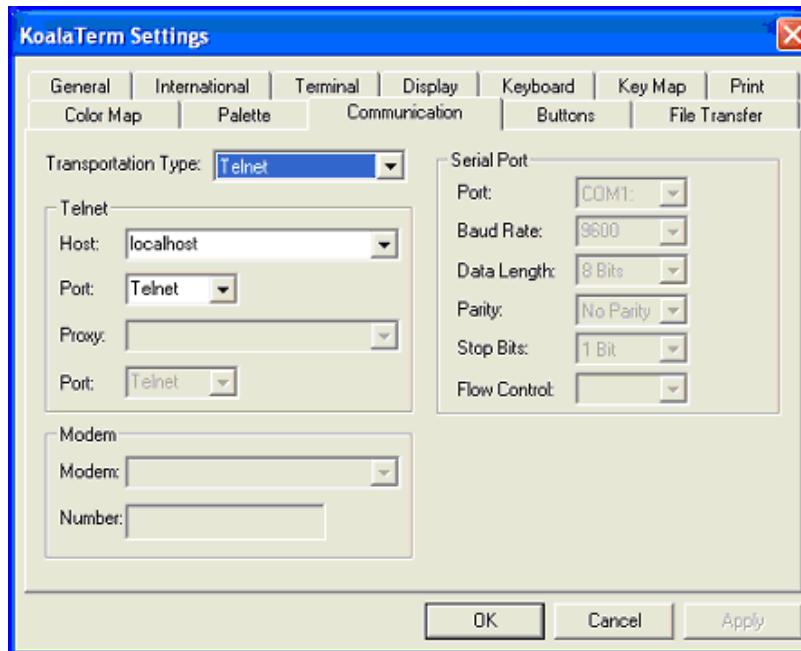 KoalaTerm Settings
General International Terminal Display Keyboard Key Map Print
Color Map Palette Communication Buttons File Transfer
Transportation Type: Telnet
Telnet
Host: localhost
Port: Telnet
Proxy:
Port: Telnet
Modem
Modem:
Number:
Serial Port
Port: COM1:
Baud Rate: 9600
Data Length: 8 Bits
Parity: No Parity
Stop Bits: 1 Bit
Flow Control:
OK Cancel Apply